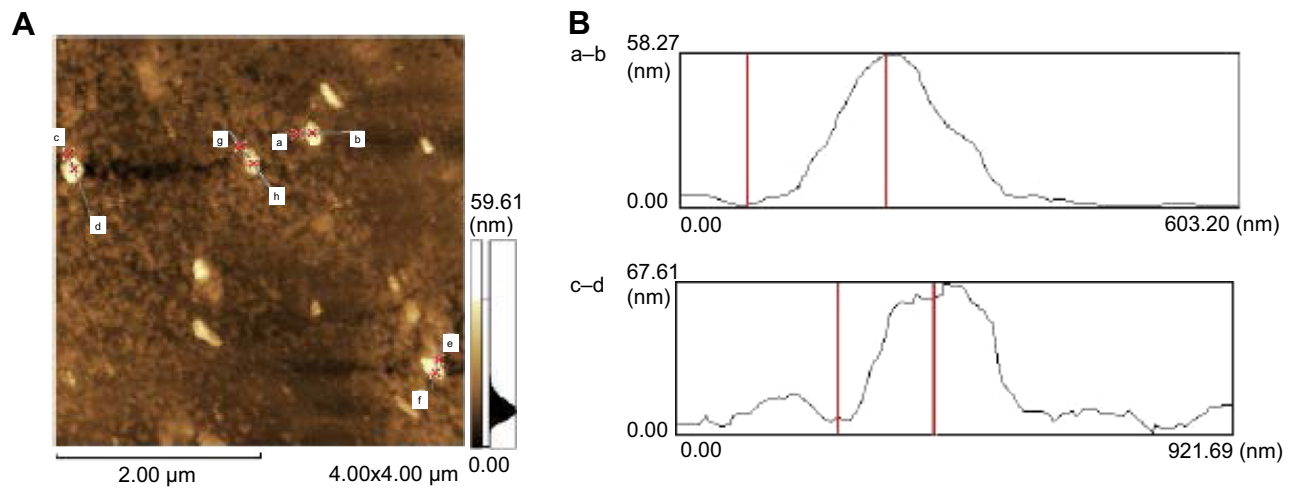 A
c
d
g
h
a
b
e
f
59.61
(nm)
0.00
2.00 µm
4.00x4.00 µm
B
a–b
58.27
(nm)
0.00
0.00
603.20 (nm)
c–d
67.61
(nm)
0.00
0.00
921.69 (nm)